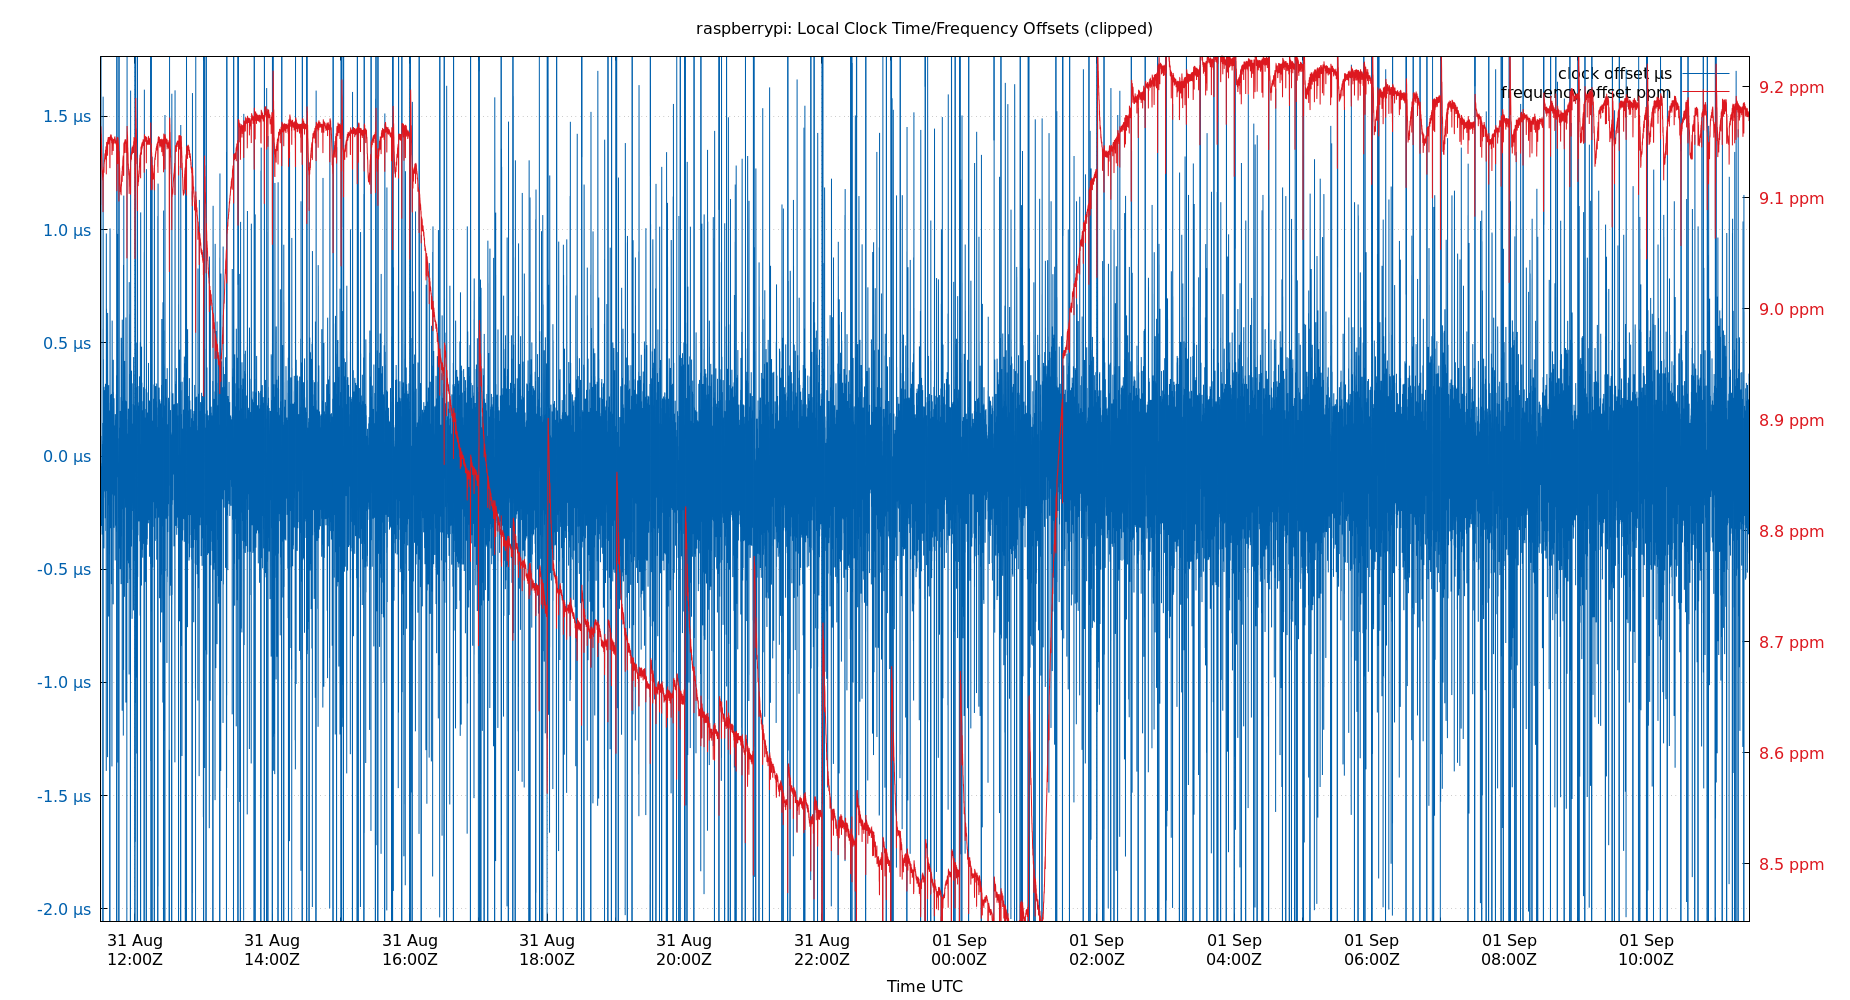 raspberrypi: Local Clock Time/Frequency Offsets (clipped)
clock offset µs
frequency offset ppm
1.5 µs
1.0 µs
0.5 µs
0.0 µs
-0.5 µs
-1.0 µs
-1.5 µs
-2.0 µs
9.2 ppm
9.1 ppm
9.0 ppm
8.9 ppm
8.8 ppm
8.7 ppm
8.6 ppm
8.5 ppm
31 Aug 31 Aug 31 Aug 31 Aug 31 Aug 31 Aug 01 Sep 01 Sep 01 Sep 01 Sep 01 Sep 01 Sep
12:00Z 14:00Z 16:00Z 18:00Z 20:00Z 22:00Z 00:00Z 02:00Z 04:00Z 06:00Z 08:00Z 10:00Z
Time UTC